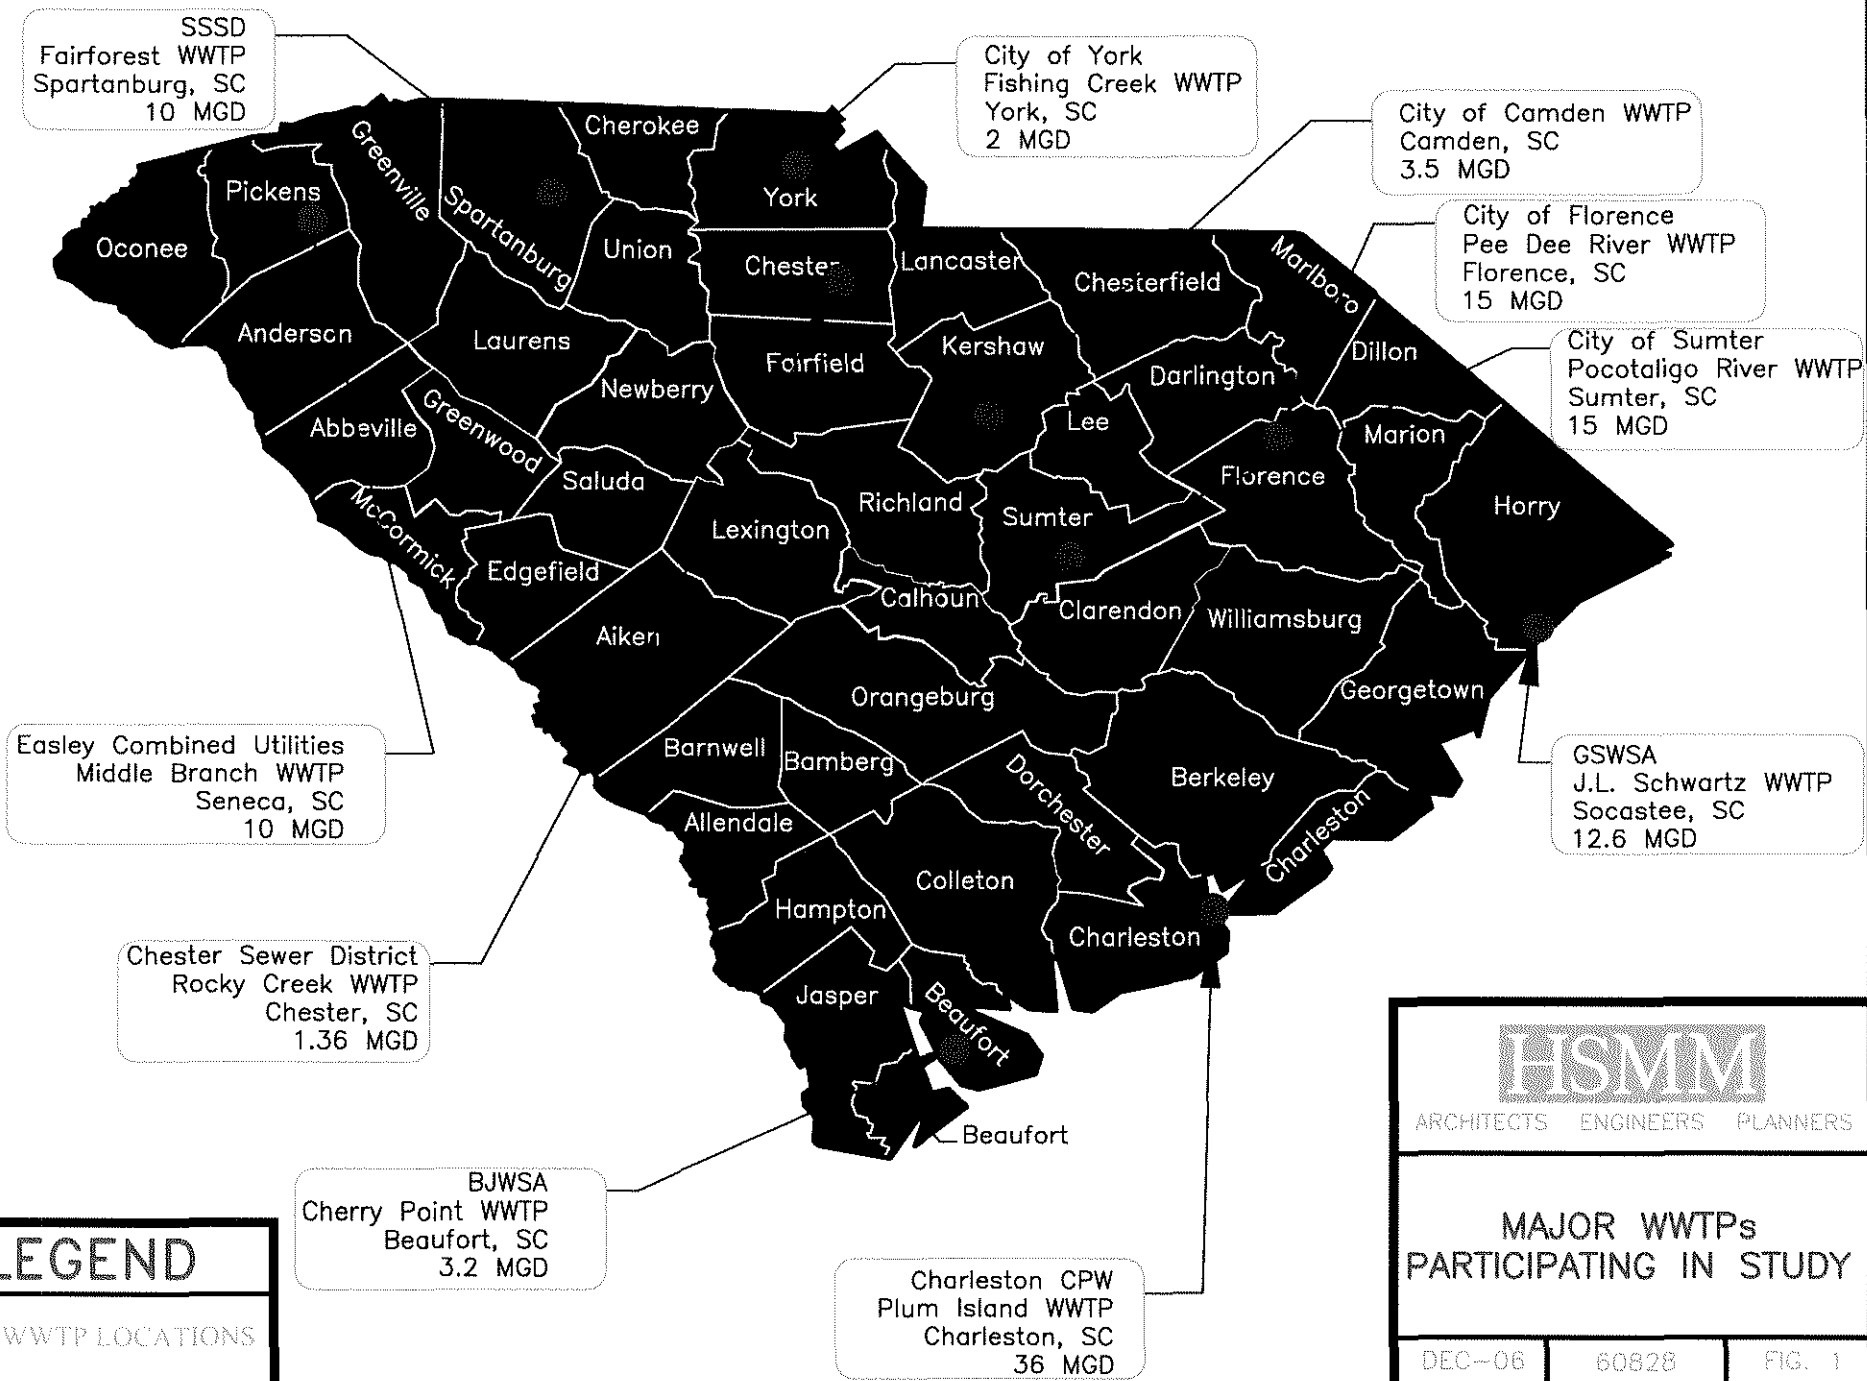 SSSD
Fairforest WWTP
Spartanburg, SC
10 MGD
City of York
Fishing Creek WWTP
York, SC
2 MGD
City of Camden WWTP
Camden, SC
3.5 MGD
City of Florence
Pee Dee River WWTP
Florence, SC
15 MGD
City of Sumter
Pocotaligo River WWTP
Sumter, SC
15 MGD
Cherokee
Greenville
Pickens
Spartanburg
York
Oconee
Union
Chester
Lancaster
Chesterfield
Marlboro
Anderson
Laurens
Fairfield
Kershaw
Dillon
Newberry
Darlington
Abbeville
Greenwood
Lee
Marion
Saluda
Florence
McCormick
Lexington
Richland
Sumter
Horry
Edgefield
Calhoun
Clarendon
Williamsburg
Aiken
Orangeburg
Georgetown
Barnwell
Bamberg
Dorchester
Berkeley
Allendale
Charleston
Colleton
Hampton
Charleston
Jasper
Beaufort
Beaufort
Easley Combined Utilities
Middle Branch WWTP
Seneca, SC
10 MGD
GSWSA
J.L. Schwartz WWTP
Socastee, SC
12.6 MGD
Chester Sewer District
Rocky Creek WWTP
Chester, SC
1.36 MGD
BJWSA
Cherry Point WWTP
Beaufort, SC
3.2 MGD
Charleston CPW
Plum Island WWTP
Charleston, SC
36 MGD
LEGEND
WWTP LOCATIONS
HSMM
ARCHITECTS ENGINEERS PLANNERS
MAJOR WWTPs
PARTICIPATING IN STUDY
DEC-06 60828 FIG. 1